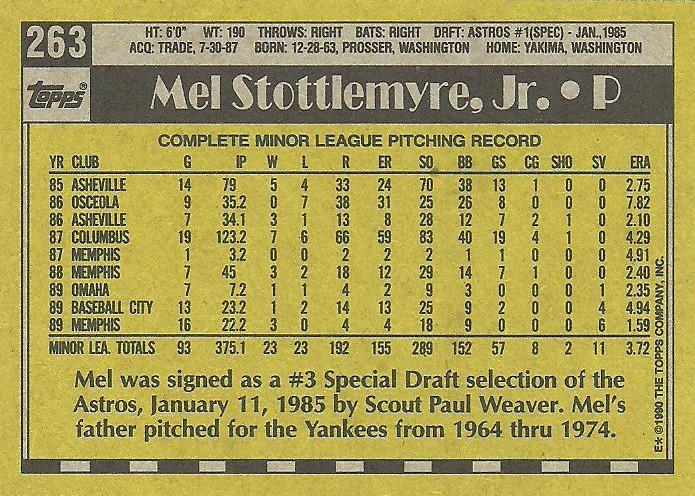 263
HT: 6'0" WT: 190 THROWS: RIGHT BATS: RIGHT DRFT: ASTROS #1(SPEC) - JAN., 1985
ACQ: TRADE, 7-30-87 BORN: 12-28-63, PROSSER, WASHINGTON HOME: YAKIMA, WASHINGTON
Topps®
Mel Stottlemyre, Jr. • P
COMPLETE MINOR LEAGUE PITCHING RECORD
YR CLUB G IP W L R ER SO BB GS CG SHO SV ERA
85 ASHEVILLE 14 79 5 4 33 24 70 38 13 1 0 0 2.75
86 OSCEOLA 9 35.2 0 7 38 31 25 26 8 0 0 0 7.82
86 ASHEVILLE 7 34.1 3 1 13 8 28 12 7 2 1 0 2.10
87 COLUMBUS 19 123.2 7 6 66 59 83 40 19 4 1 0 4.29
87 MEMPHIS 1 3.2 0 0 2 2 2 1 1 0 0 0 4.91
88 MEMPHIS 7 45 3 2 18 12 29 14 7 1 0 0 2.40
89 OMAHA 7 7.2 1 1 4 2 9 3 0 0 0 1 2.35
89 BASEBALL CITY 13 23.2 1 2 14 13 25 9 2 0 0 4 4.94
89 MEMPHIS 16 22.2 3 0 4 4 18 9 0 0 0 6 1.59
MINOR LEA. TOTALS 93 375.1 23 23 192 155 289 152 57 8 2 11 3.72
Mel was signed as a #3 Special Draft selection of the
Astros, January 11, 1985 by Scout Paul Weaver. Mel's
father pitched for the Yankees from 1964 thru 1974.
E* ©1990 THE TOPPS COMPANY, INC.